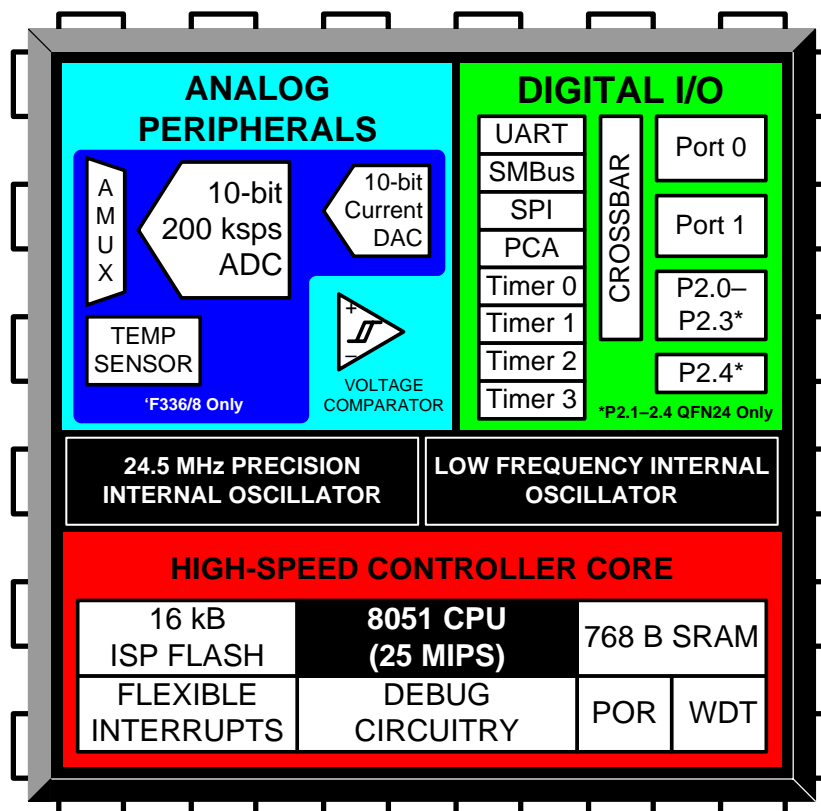 ANALOG
PERIPHERALS
A
M
U
X
10-bit
200 ksps
ADC
10-bit
Current
DAC
TEMP
SENSOR
‘F336/8 Only
+
–
VOLTAGE
COMPARATOR
DIGITAL I/O
UART
SMBus
SPI
PCA
Timer 0
Timer 1
Timer 2
Timer 3
CROSSBAR
Port 0
Port 1
P2.0–
P2.3*
P2.4*
*P2.1–2.4 QFN24 Only
24.5 MHz PRECISION
INTERNAL OSCILLATOR
LOW FREQUENCY INTERNAL
OSCILLATOR
HIGH-SPEED CONTROLLER CORE
16 kB
ISP FLASH
8051 CPU
(25 MIPS)
768 B SRAM
FLEXIBLE
INTERRUPTS
DEBUG
CIRCUITRY
POR
WDT